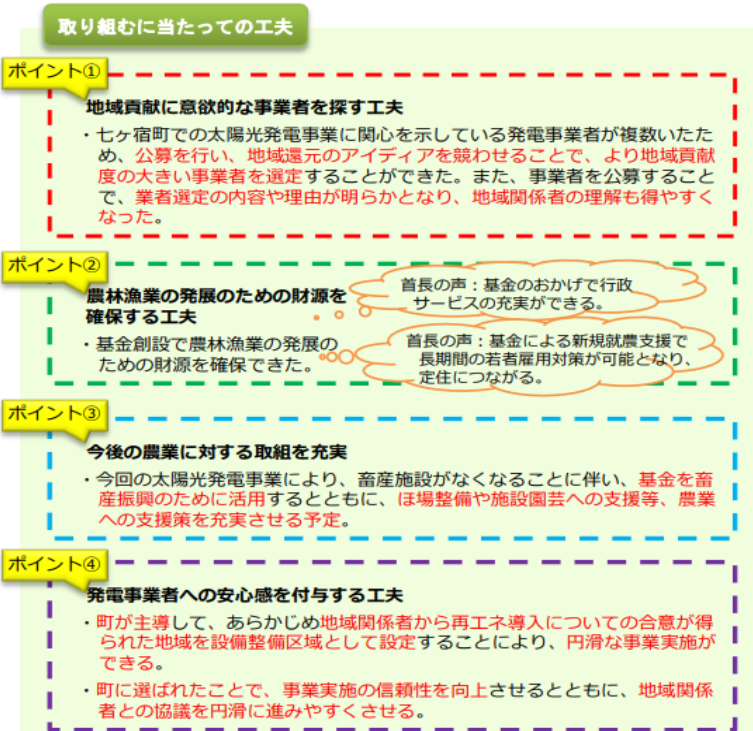 取り組むに当たっての工夫
ポイント①
地域貢献に意欲的な事業者を探す工夫
・七ヶ宿町での太陽光発電事業に関心を示している発電事業者が複数いたた
め、公募を行い、地域還元のアイディアを競わせることで、より地域貢献
度の大きい事業者を選定することができた。また、事業者を公募すること
で、業者選定の内容や理由が明らかとなり、地域関係者の理解も得やすく
なった。
ポイント②
農林漁業の発展のための財源を
確保する工夫
・基金創設で農林漁業の発展の
ための財源を確保できた。
首長の声：基金のおかげで行政
サービスの充実ができる。
首長の声：基金による新規就農支援で
長期間の若者雇用対策が可能となり、
定住につながる。
ポイント③
今後の農業に対する取組を充実
・今回の太陽光発電事業により、畜産施設がなくなることに伴い、基金を畜
産振興のために活用するとともに、ほ場整備や施設園芸への支援等、農業
への支援策を充実させる予定。
ポイント④
発電事業者への安心感を付与する工夫
・町が主導して、あらかじめ地域関係者から再エネ導入についての合意が得
られた地域を設備整備区域として設定することにより、円滑な事業実施が
できる。
・町に選ばれたことで、事業実施の信頼性を向上させるとともに、地域関係
者との協議を円滑に進みやすくさせる。